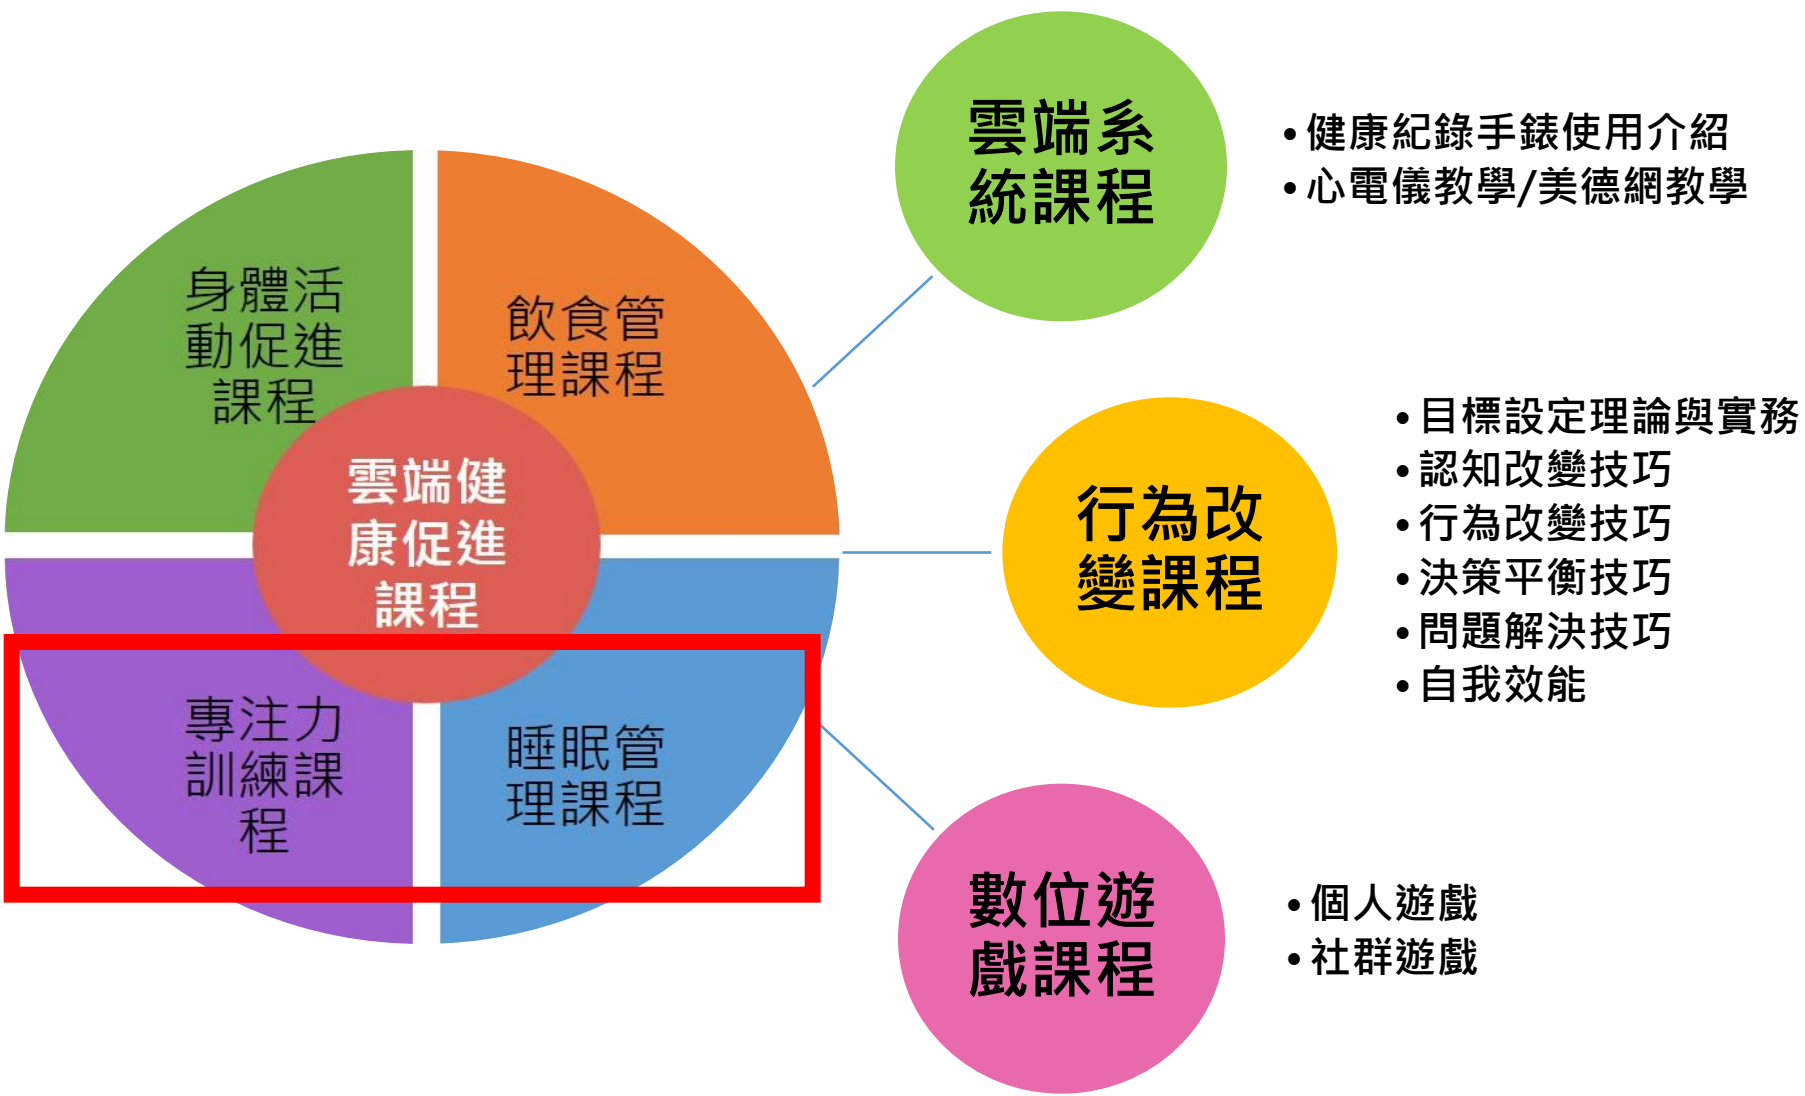 身體活
動促進
課程
飲食管
理課程
雲端健
康促進
課程
專注力
訓練課
程
睡眠管
理課程
雲端系
統課程
•健康紀錄手錶使用介紹
•心電儀教學/美德網教學
行為改
變課程
•目標設定理論與實務
•認知改變技巧
•行為改變技巧
•決策平衡技巧
•問題解決技巧
•自我效能
數位遊
戲課程
•個人遊戲
•社群遊戲